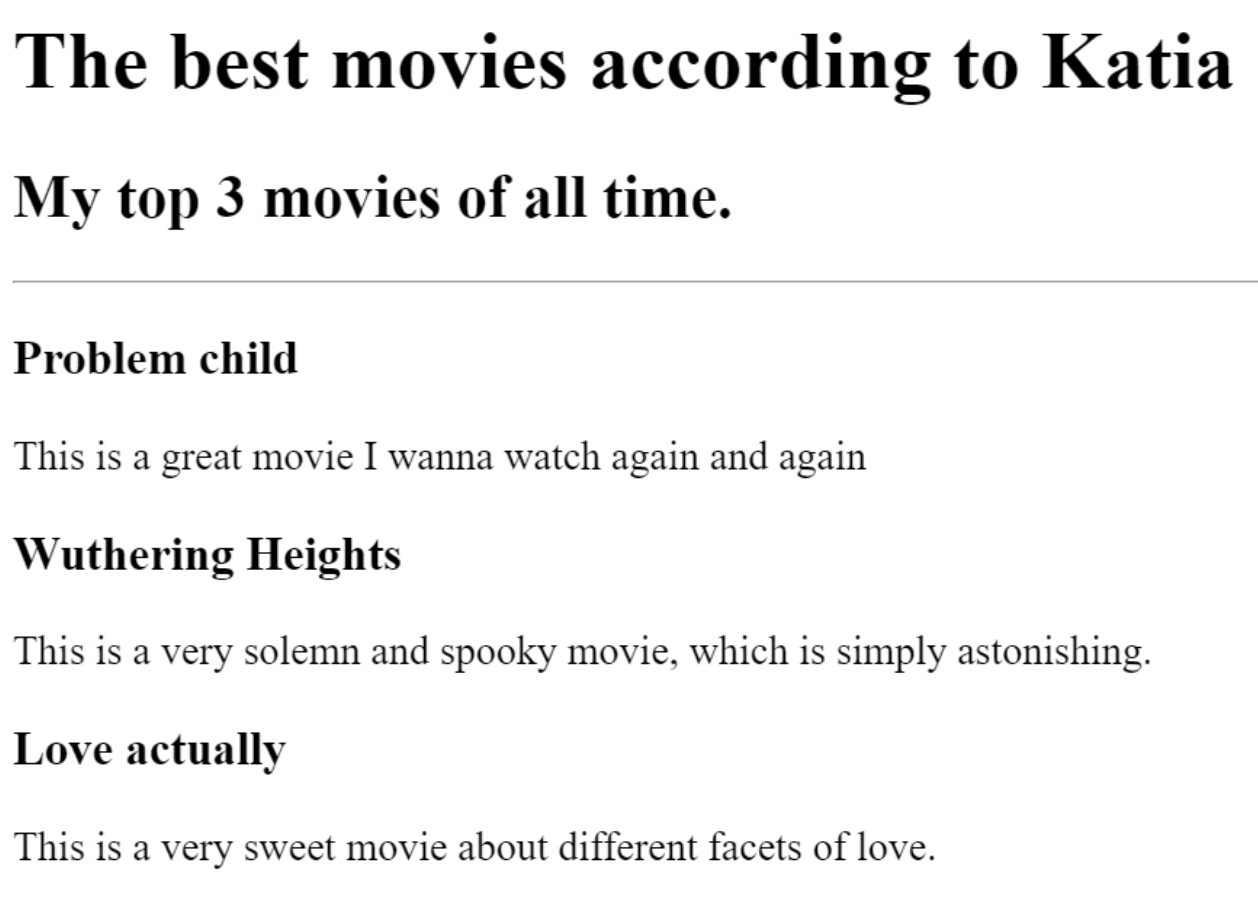 The best movies according to Katia
My top 3 movies of all time.
Problem child
This is a great movie I wanna watch again and again
Wuthering Heights
This is a very solemn and spooky movie, which is simply astonishing.
Love actually
This is a very sweet movie about different facets of love.